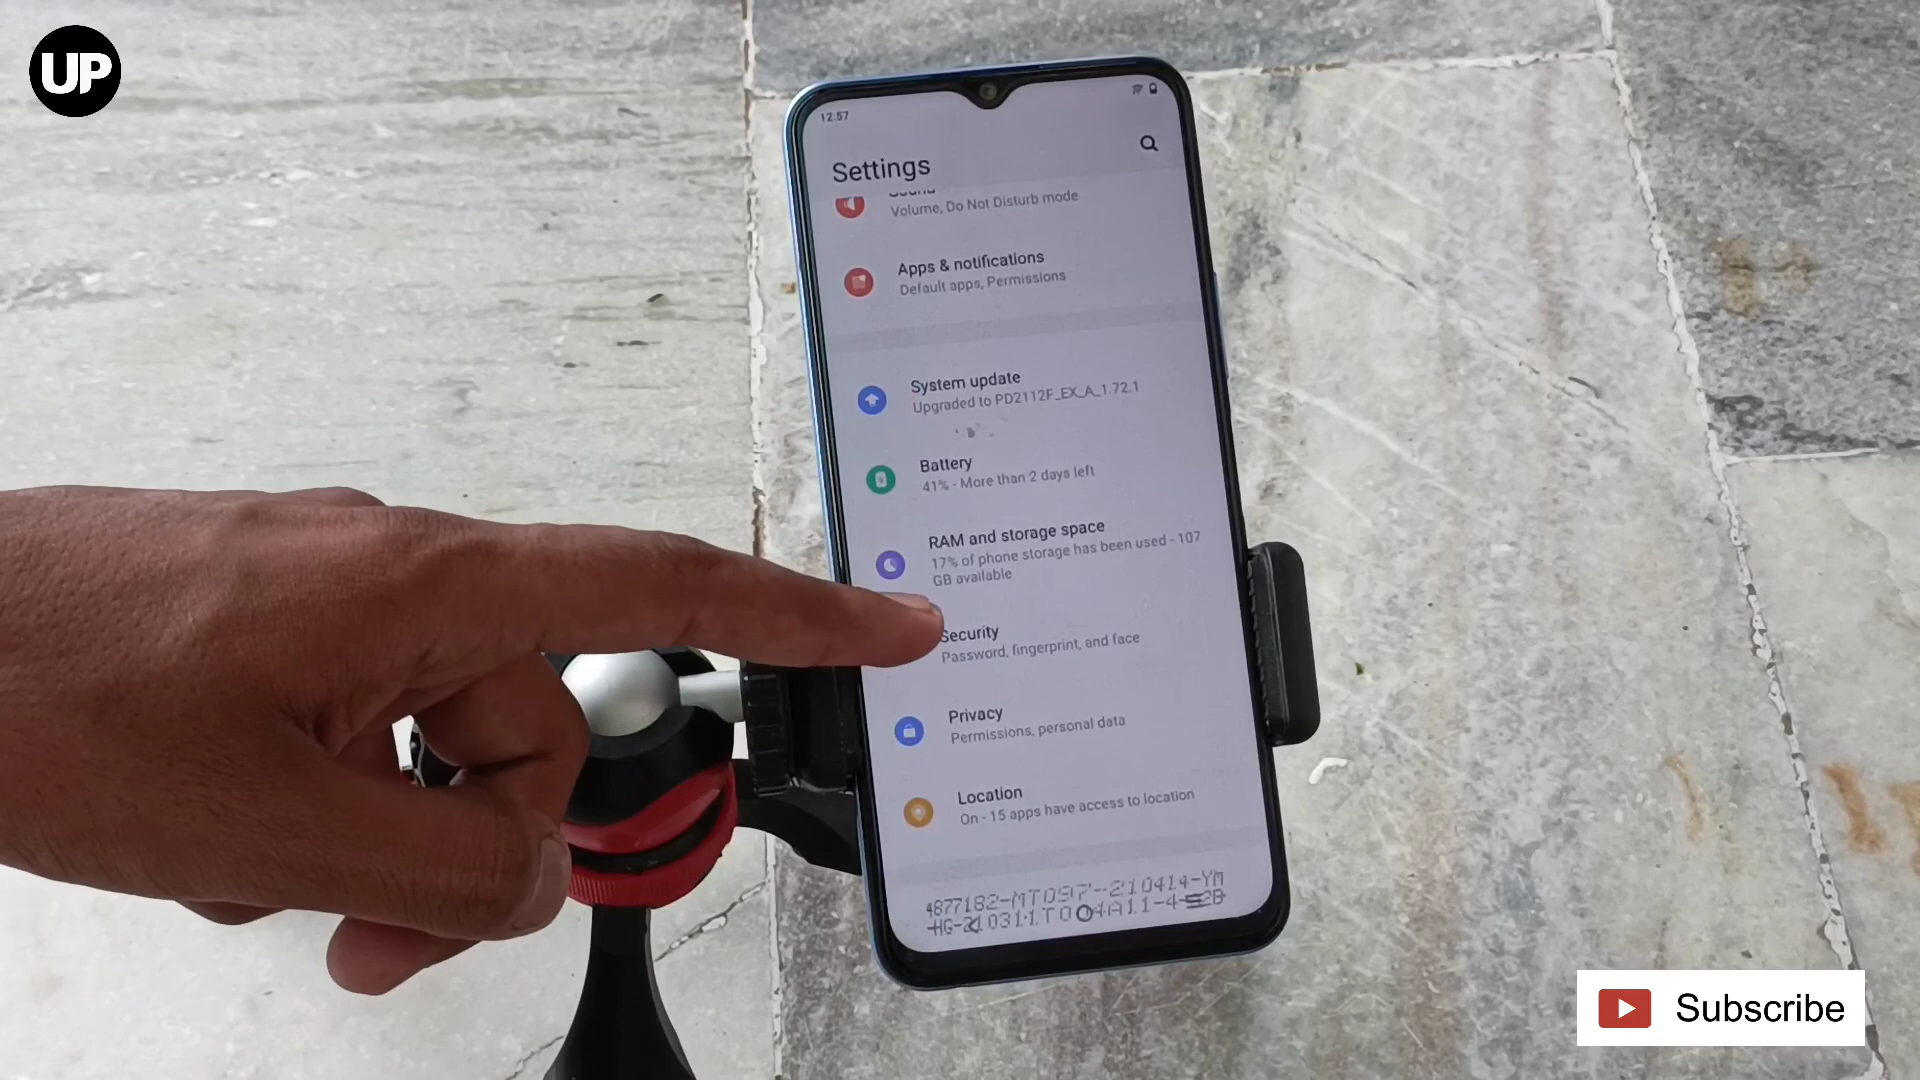 UP
12:57
Settings
Sound
Volume, Do Not Disturb mode
Apps & notifications
Default apps, Permissions
System update
Upgraded to PD2112F_EX_A_1.72.1
Battery
41% - More than 2 days left
RAM and storage space
17% of phone storage has been used - 107
GB available
Security
Password, fingerprint, and face
Privacy
Permissions, personal data
Location
On - 15 apps have access to location
Subscribe